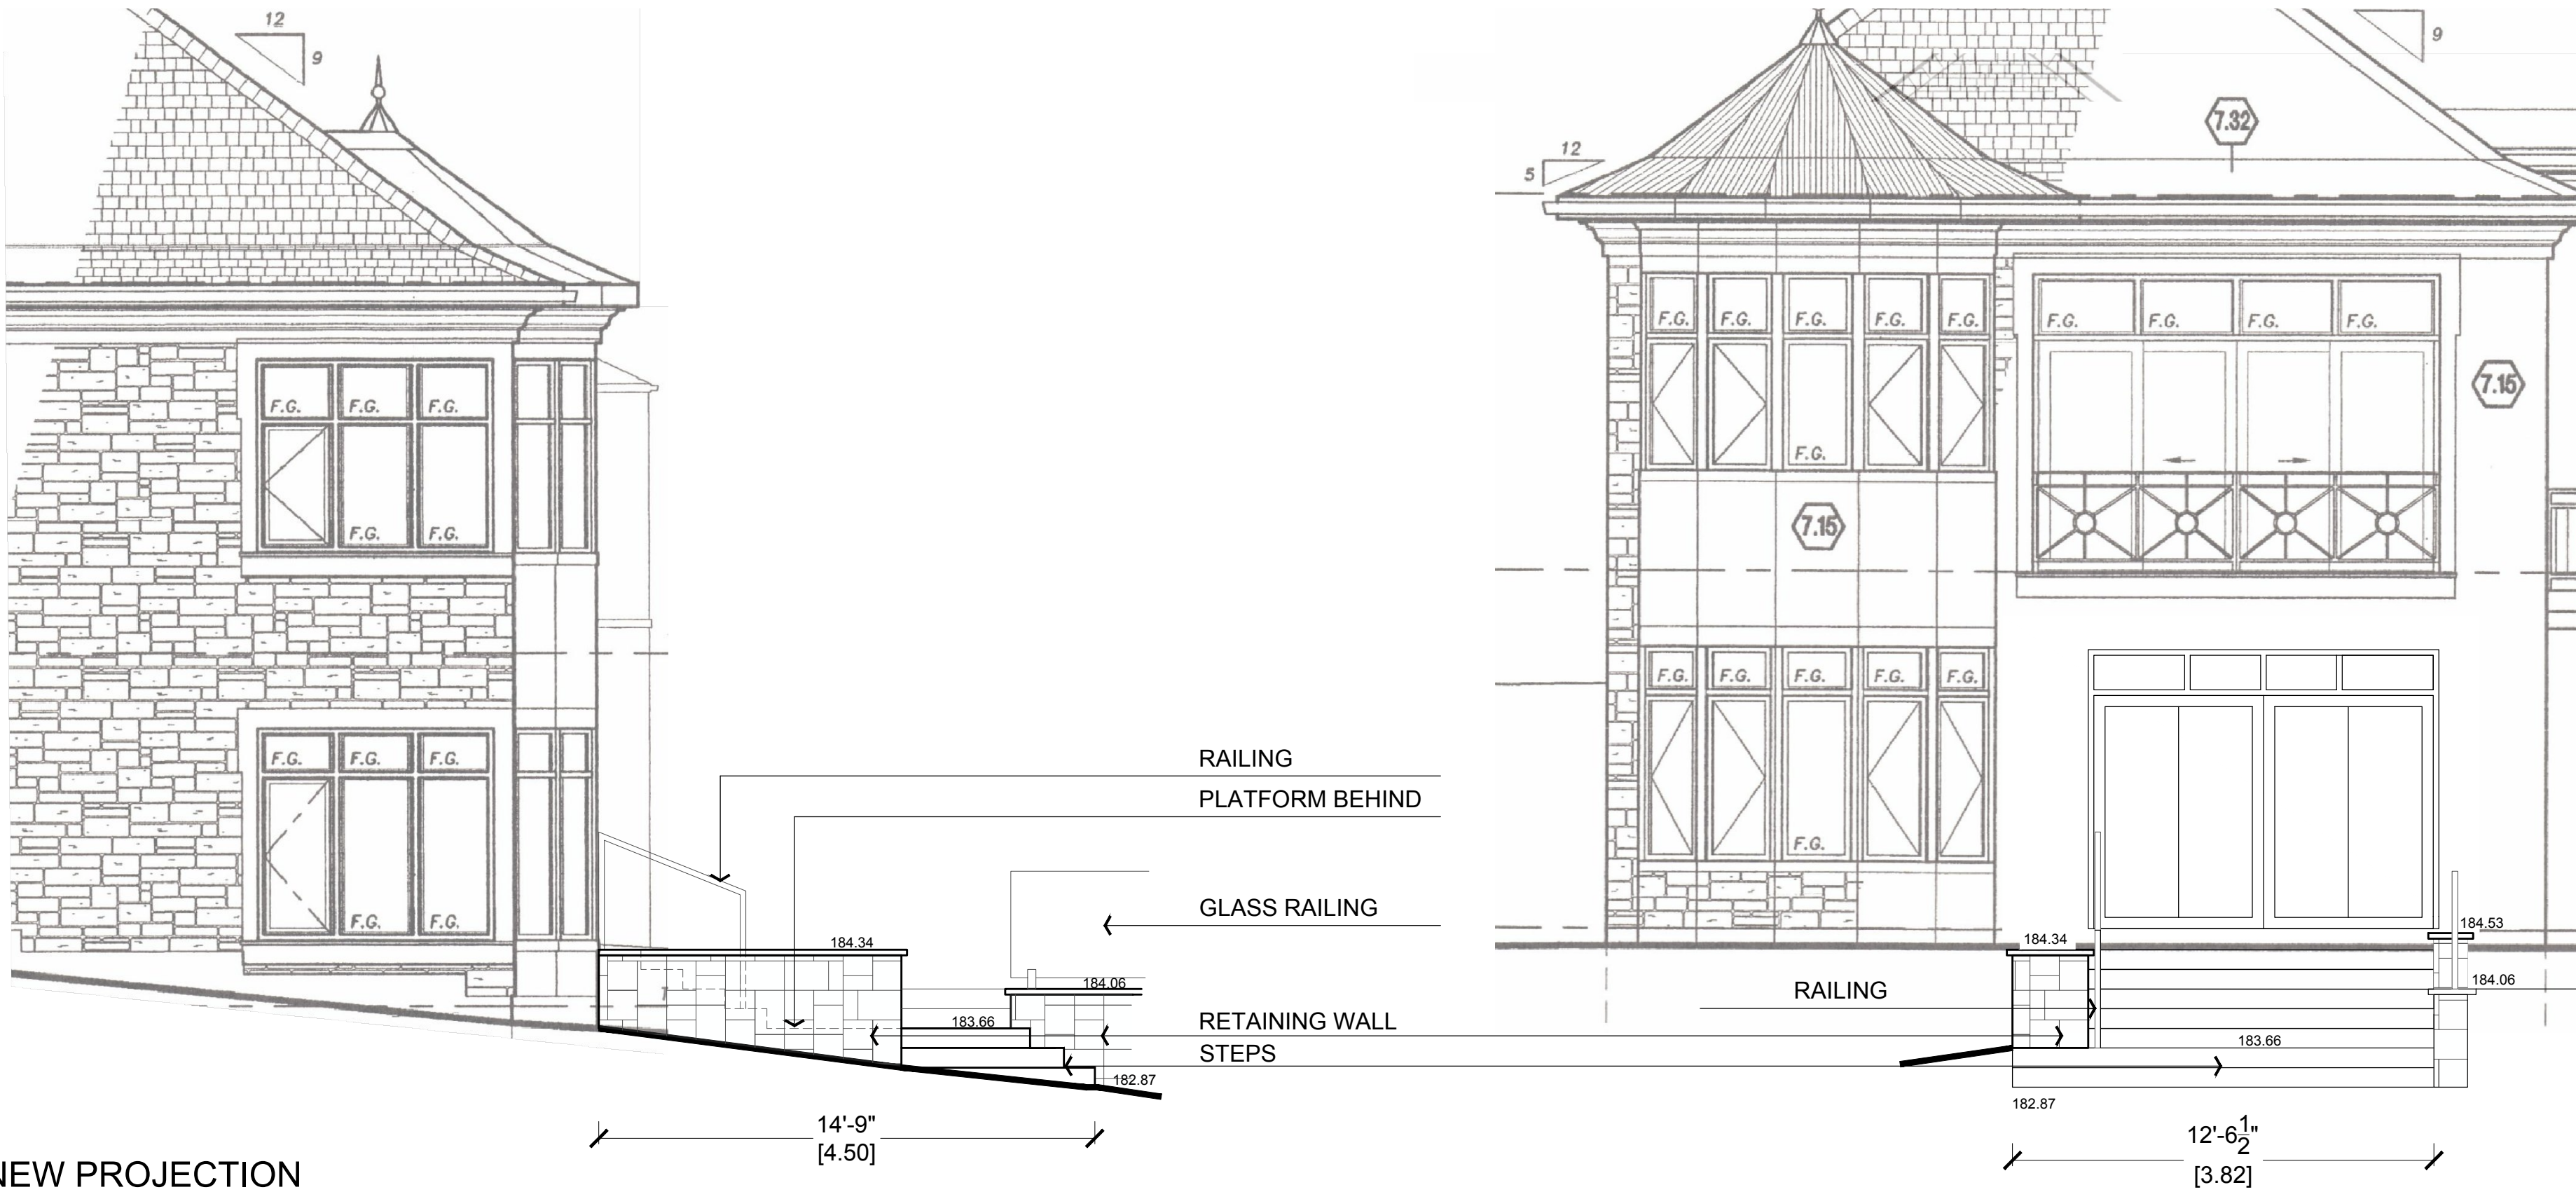 12
9
F.G. F.G. F.G.
F.G. F.G.
F.G. F.G. F.G.
F.G. F.G.
RAILING
PLATFORM BEHIND
GLASS RAILING
184.34
184.06
183.66
RETAINING WALL
STEPS
182.87
14'-9"
[4.50]
NEW PROJECTION
9
7.32
12
5
F.G. F.G. F.G. F.G. F.G.
F.G. F.G. F.G. F.G.
7.15
F.G.
7.15
F.G. F.G. F.G. F.G. F.G.
F.G.
184.53
184.34
184.06
RAILING
183.66
182.87
12'-6 1/2"
[3.82]